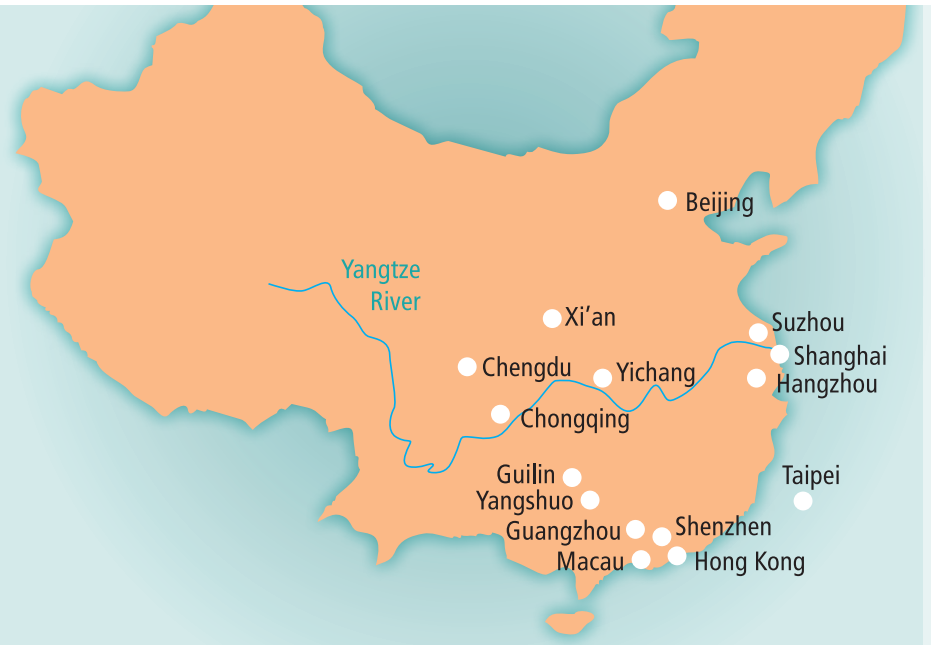 Beijing
Yangtze
River
Xi’an
Suzhou
Shanghai
Chengdu
Yichang
Hangzhou
Chongqing
Guilin
Taipei
Yangshuo
Shenzhen
Guangzhou
Macau
Hong Kong